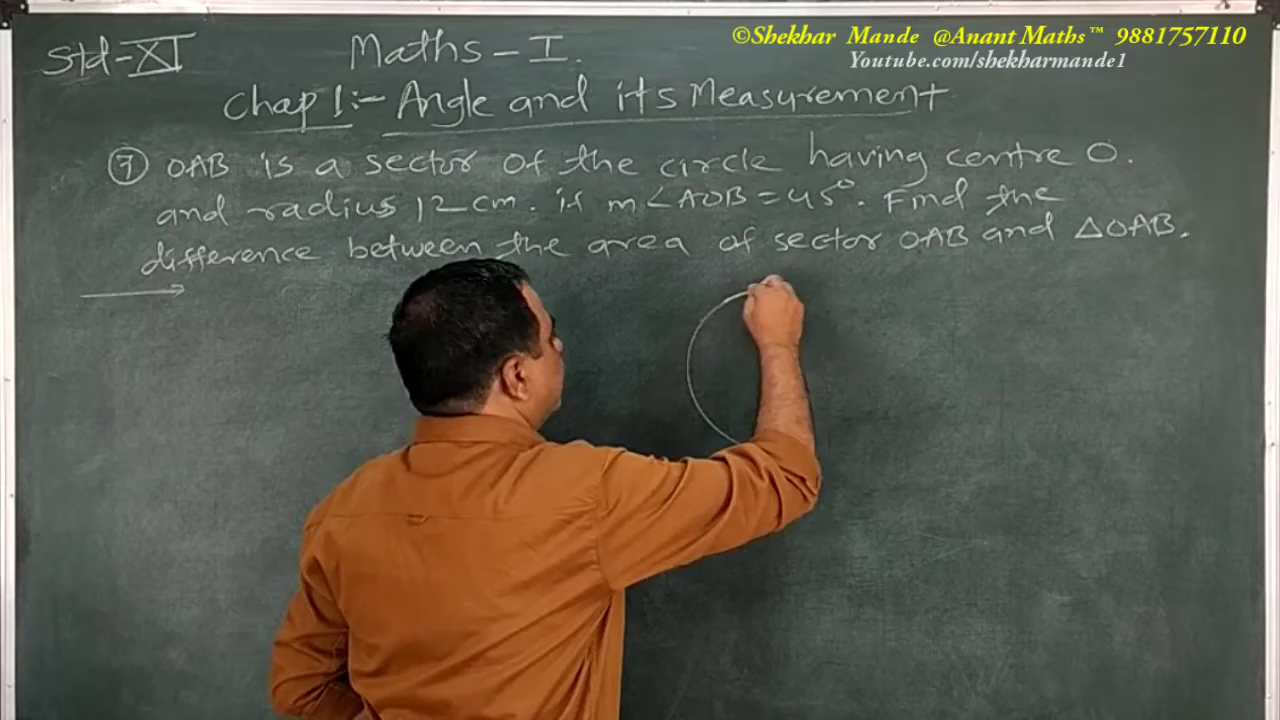 ©Shekhar Mande @Anant Maths™ 9881757110
Youtube.com/shekharmande1
Std-XI Maths-I.
Chap 1:- Angle and its Measurement
⑦ OAB is a sector of the circle having centre O.
and radius 12 cm. if m∠AOB=45°. Find the
difference between the area of sector OAB and △OAB.